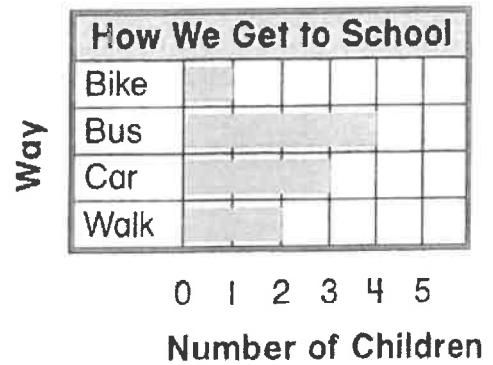 How We Get to School
Bike
Bus
Car
Walk
Way
0 1 2 3 4 5
Number of Children